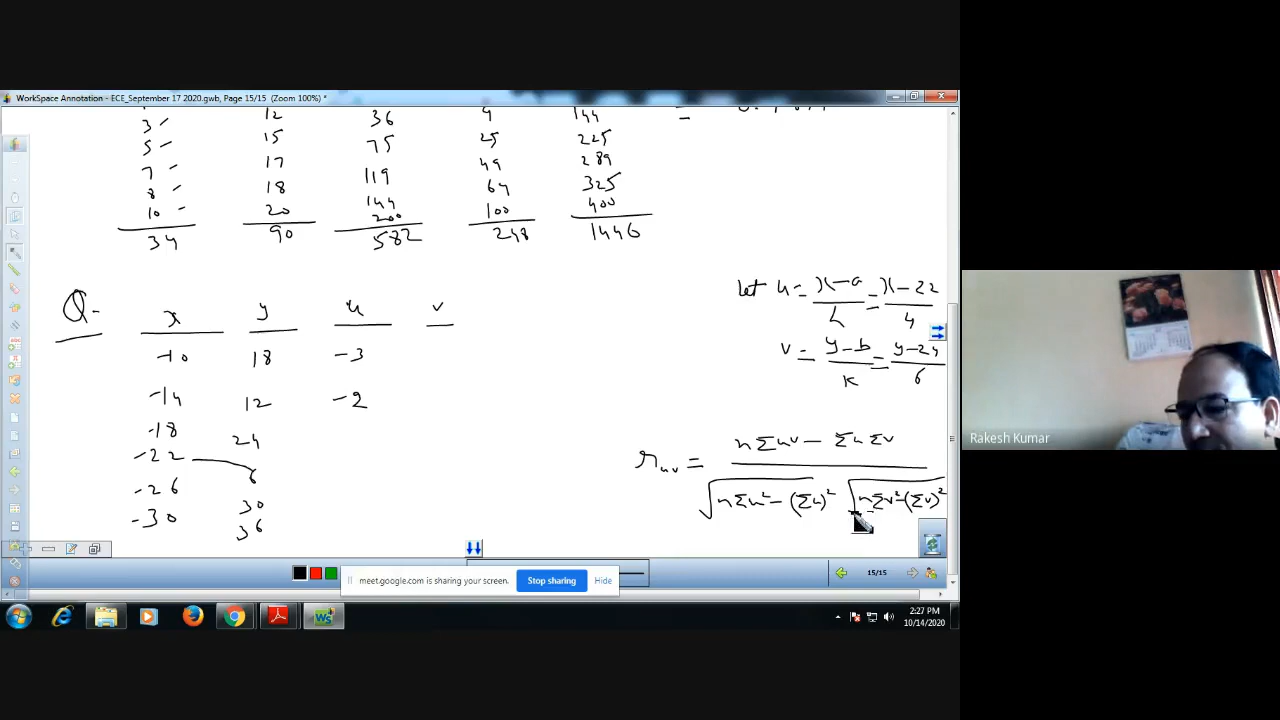 WorkSpace Annotation - ECE_September 17 2020.gwb, Page 15/15 (Zoom 100%) *
3 12 36 9 144
5 15 75 25 225
7 17 119 49 289
8 18 144 64 325
10 20 200 100 400
34 90 582 248 1446
Q- x y u v
-10 18 -3
-14 12 -2
-18 24
-22 6
-26 30
-30 36
let u = x-a/h = x-22/4
v = y-b/k = y-24/6
r_uv = nΣuv - ΣuΣv / √nΣu²-(Σu)² √nΣv²-(Σv)²
Rakesh Kumar
meet.google.com is sharing your screen. Stop sharing Hide
15/15
2:27 PM
10/14/2020